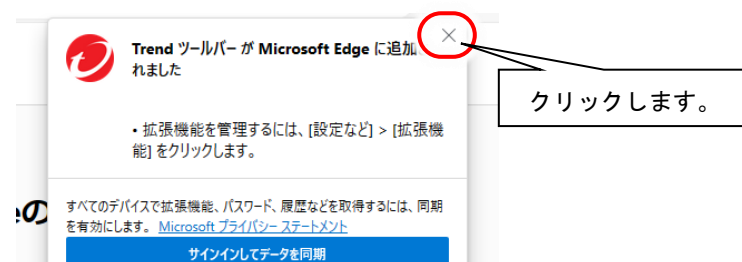 Trend ツールバー が Microsoft Edge に追加
れました
クリックします。
• 拡張機能を管理するには、[設定など] > [拡張機
能] をクリックします。
eの
すべてのデバイスで拡張機能、パスワード、履歴などを取得するには、同期
を有効にします。 Microsoft プライバシー ステートメント
サインインしてデータを同期